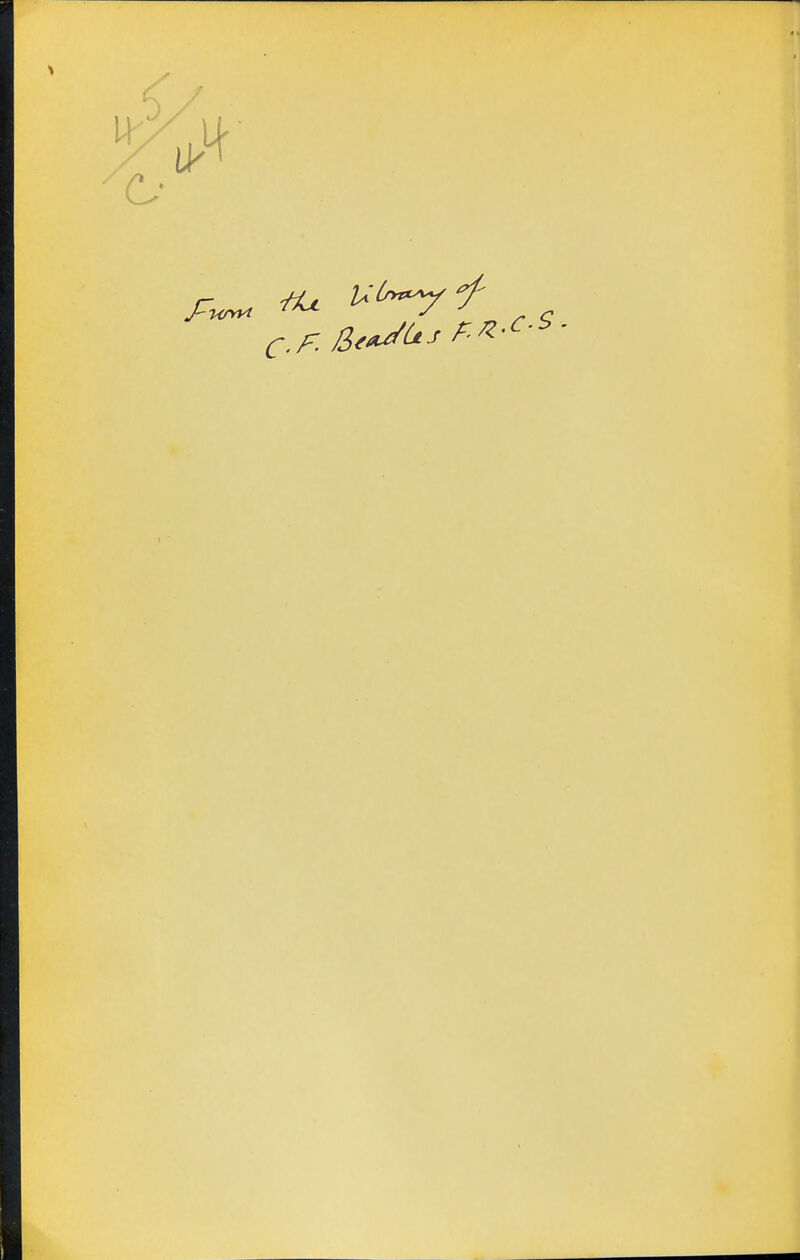 45/
C. 44
From the Library of
C. F. Beadles F.R.C.S.